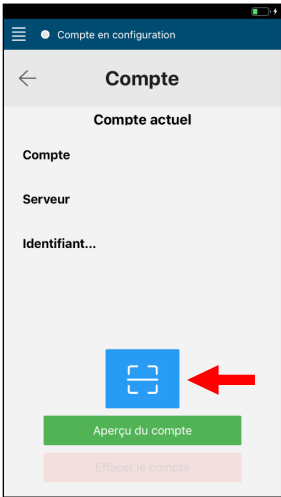 Compte en configuration
Compte
Compte actuel
Compte
Serveur
Identifiant...
Aperçu du compte
Effacer le compte